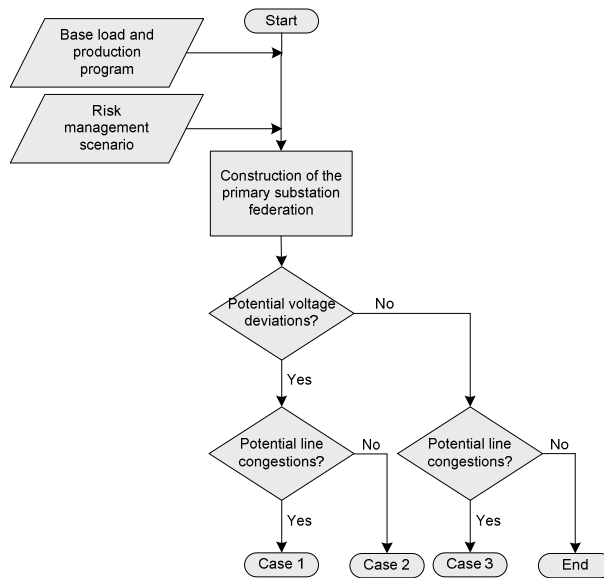 Start
Base load and
production
program
Risk
management
scenario
Construction of the
primary substation
federation
Potential voltage
deviations?
No
Yes
Potential line
congestions?
No
Potential line
congestions?
No
Yes
Yes
Case 1
Case 2
Case 3
End